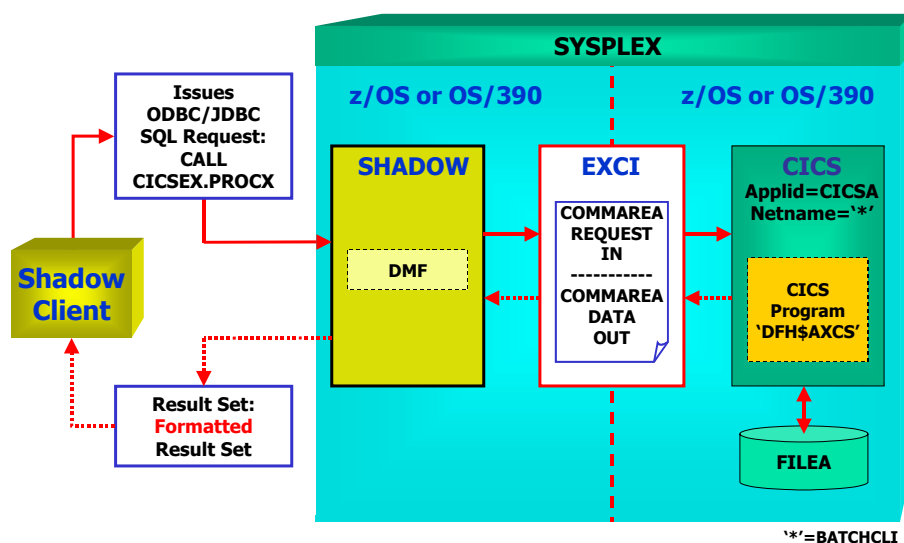 SYSPLEX
Issues
ODBC/JDBC
SQL Request:
CALL
CICSEX.PROCX
z/OS or OS/390
z/OS or OS/390
SHADOW
DMF
EXCI
COMMAREA
REQUEST
IN
-----------
COMMAREA
DATA
OUT
CICS
Applid=CICSA
Netname=‘*’
CICS
Program
‘DFH$AXCS’
Shadow
Client
Result Set:
Formatted
Result Set
FILEA
‘*’=BATCHCLI